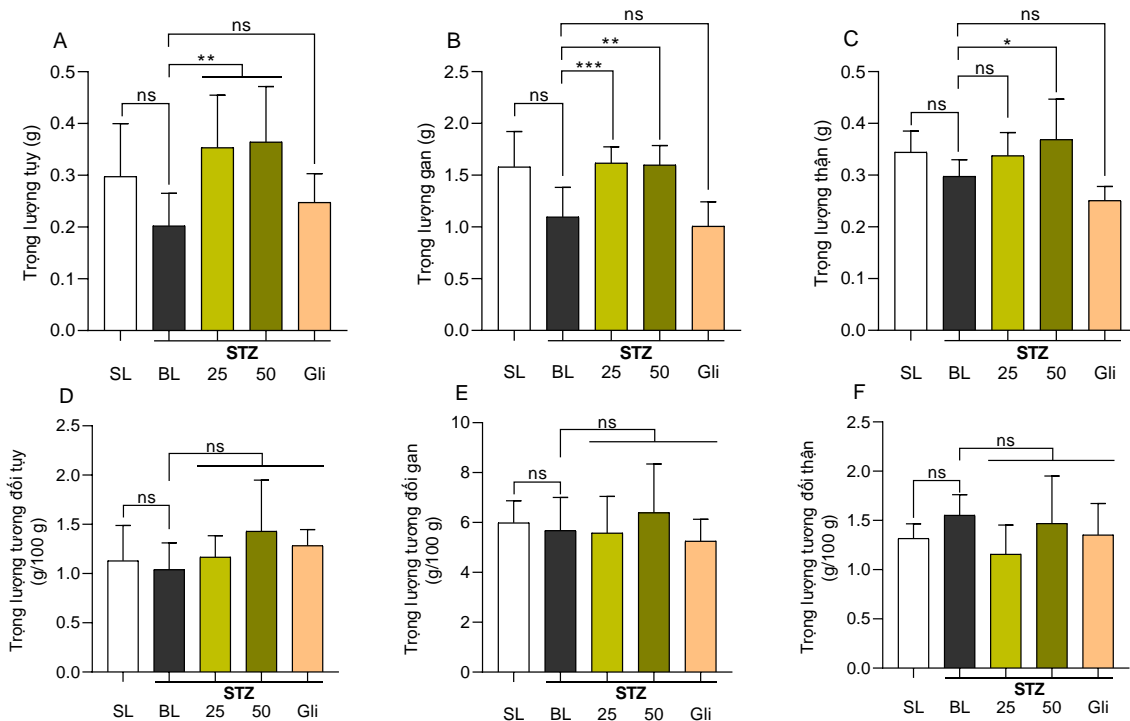 A
ns
**
ns
Trọng lượng tụy (g)
0.5
0.4
0.3
0.2
0.1
0.0
STZ
SL BL 25 50 Gli
B
ns
**
***
ns
Trọng lượng gan (g)
2.5
2.0
1.5
1.0
0.5
0.0
STZ
SL BL 25 50 Gli
C
ns
*
ns
ns
Trọng lượng thận (g)
0.5
0.4
0.3
0.2
0.1
0.0
STZ
SL BL 25 50 Gli
D
ns
ns
Trọng lượng tương đối tụy
(g/100 g)
2.5
2.0
1.5
1.0
0.5
0.0
STZ
SL BL 25 50 Gli
E
ns
ns
Trọng lượng tương đối gan
(g/100 g)
10
8
6
4
2
0
STZ
SL BL 25 50 Gli
F
ns
ns
Trọng lượng tương đối thận
(g/100 g)
2.5
2.0
1.5
1.0
0.5
0.0
STZ
SL BL 25 50 Gli